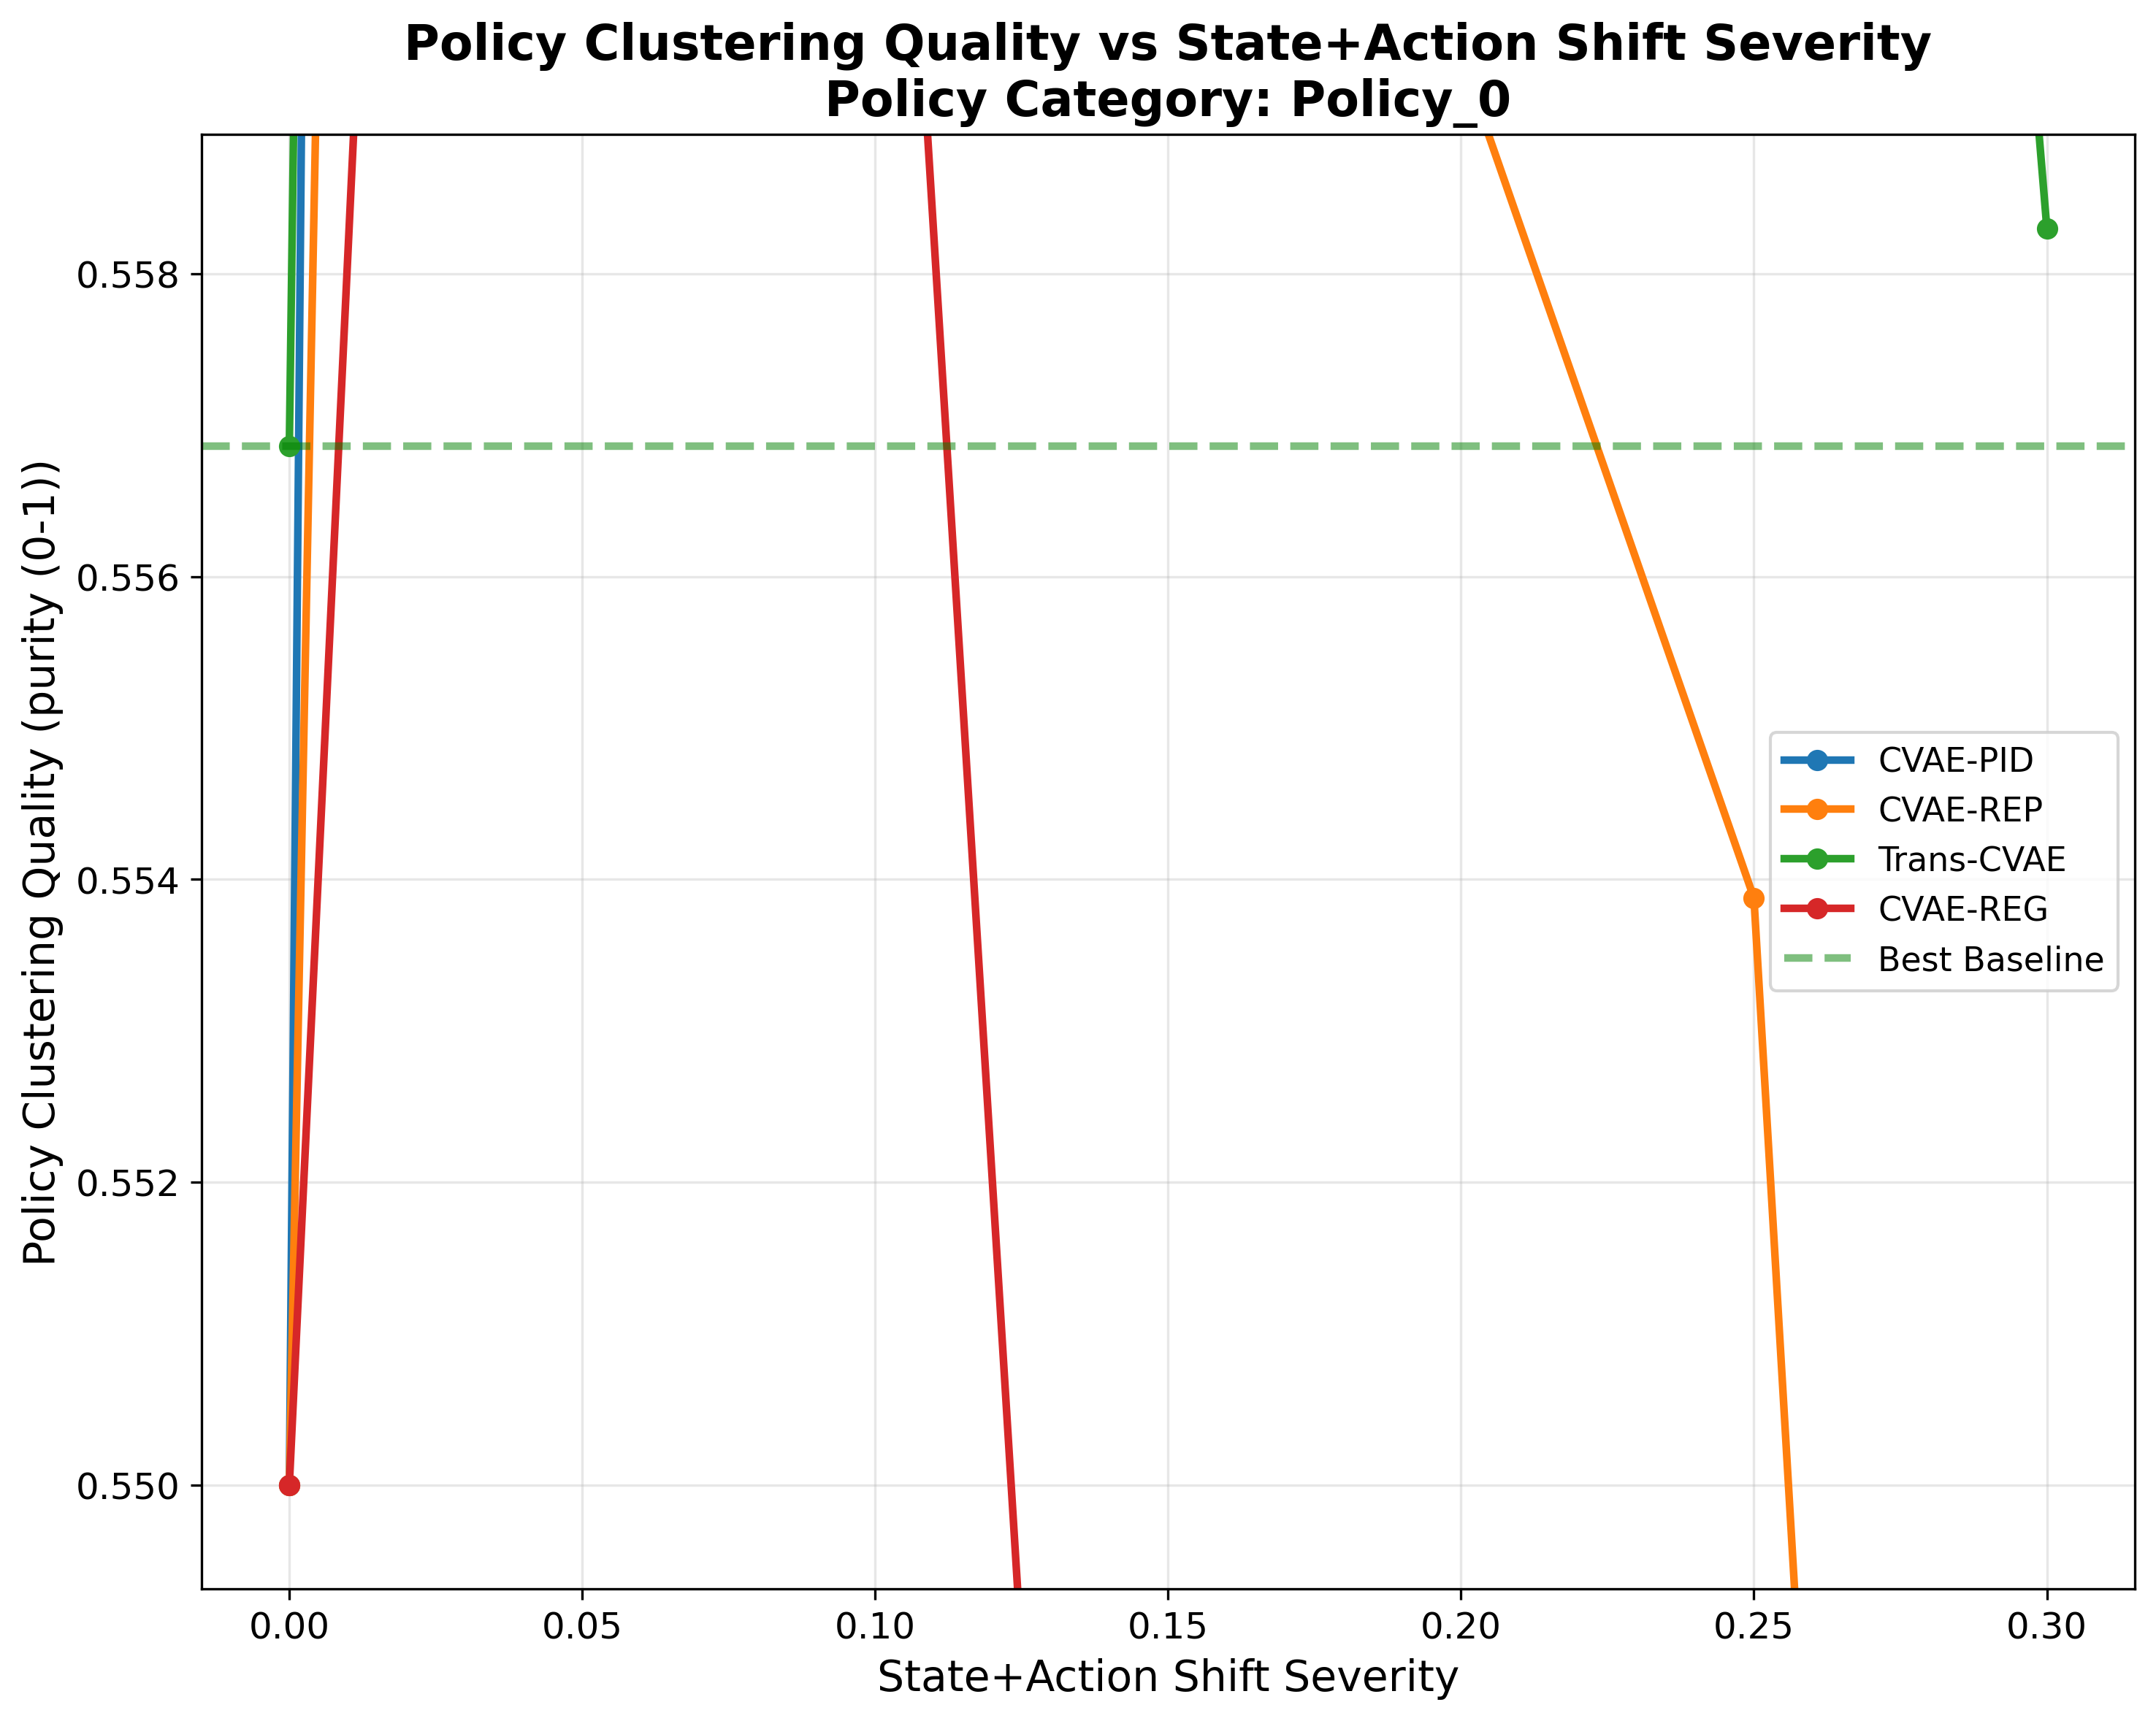 Policy Clustering Quality vs State+Action Shift Severity
Policy Category: Policy_0
Policy Clustering Quality (purity (0-1))
0.558
0.556
0.554
0.552
0.550
CVAE-PID
CVAE-REP
Trans-CVAE
CVAE-REG
Best Baseline
0.00 0.05 0.10 0.15 0.20 0.25 0.30
State+Action Shift Severity